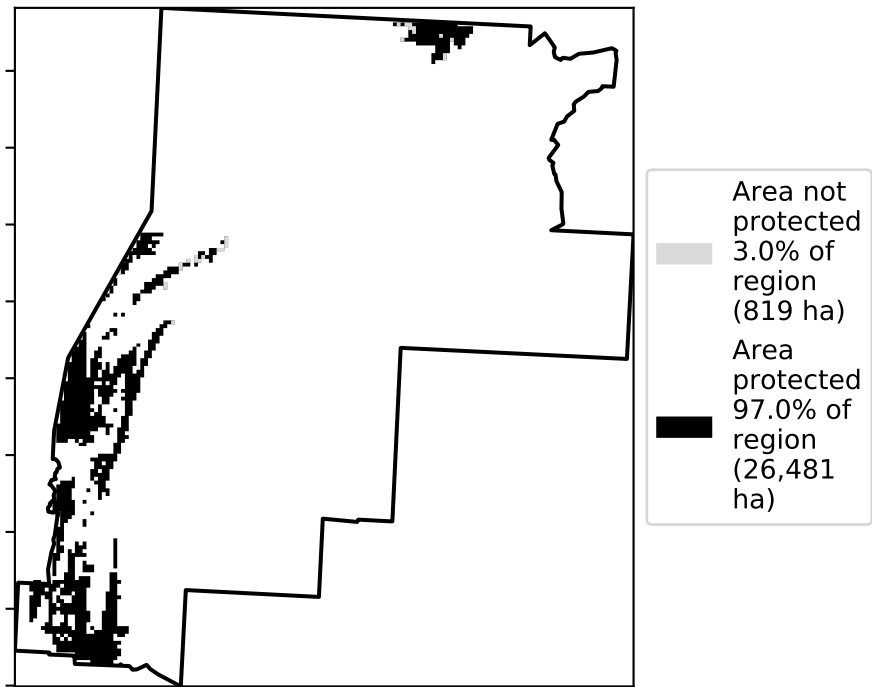 Area not
protected
3.0% of
region
(819 ha)
Area
protected
97.0% of
region
(26,481
ha)